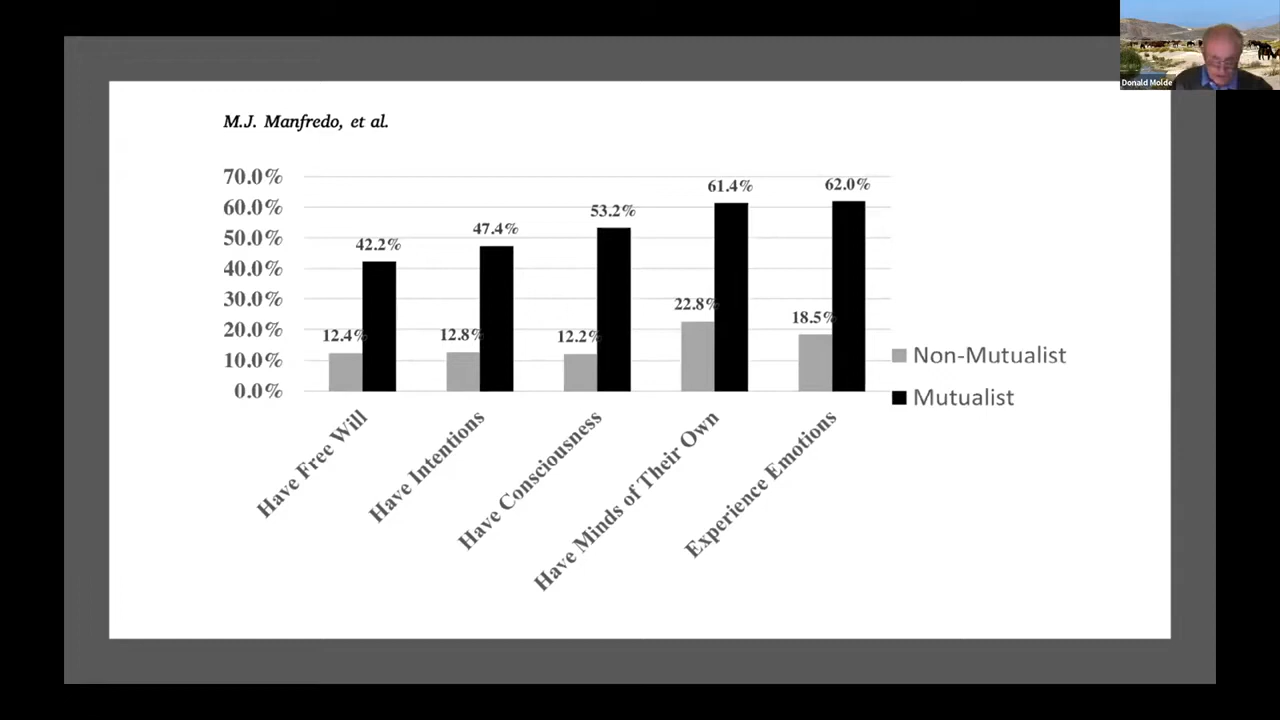 Donald Molde
M.J. Manfredo, et al.
70.0%
60.0%
50.0%
40.0%
30.0%
20.0%
10.0%
0.0%
12.4%
42.2%
12.8%
47.4%
12.2%
53.2%
22.8%
61.4%
18.5%
62.0%
Have Free Will
Have Intentions
Have Consciousness
Have Minds of Their Own
Experience Emotions
Non-Mutualist
Mutualist